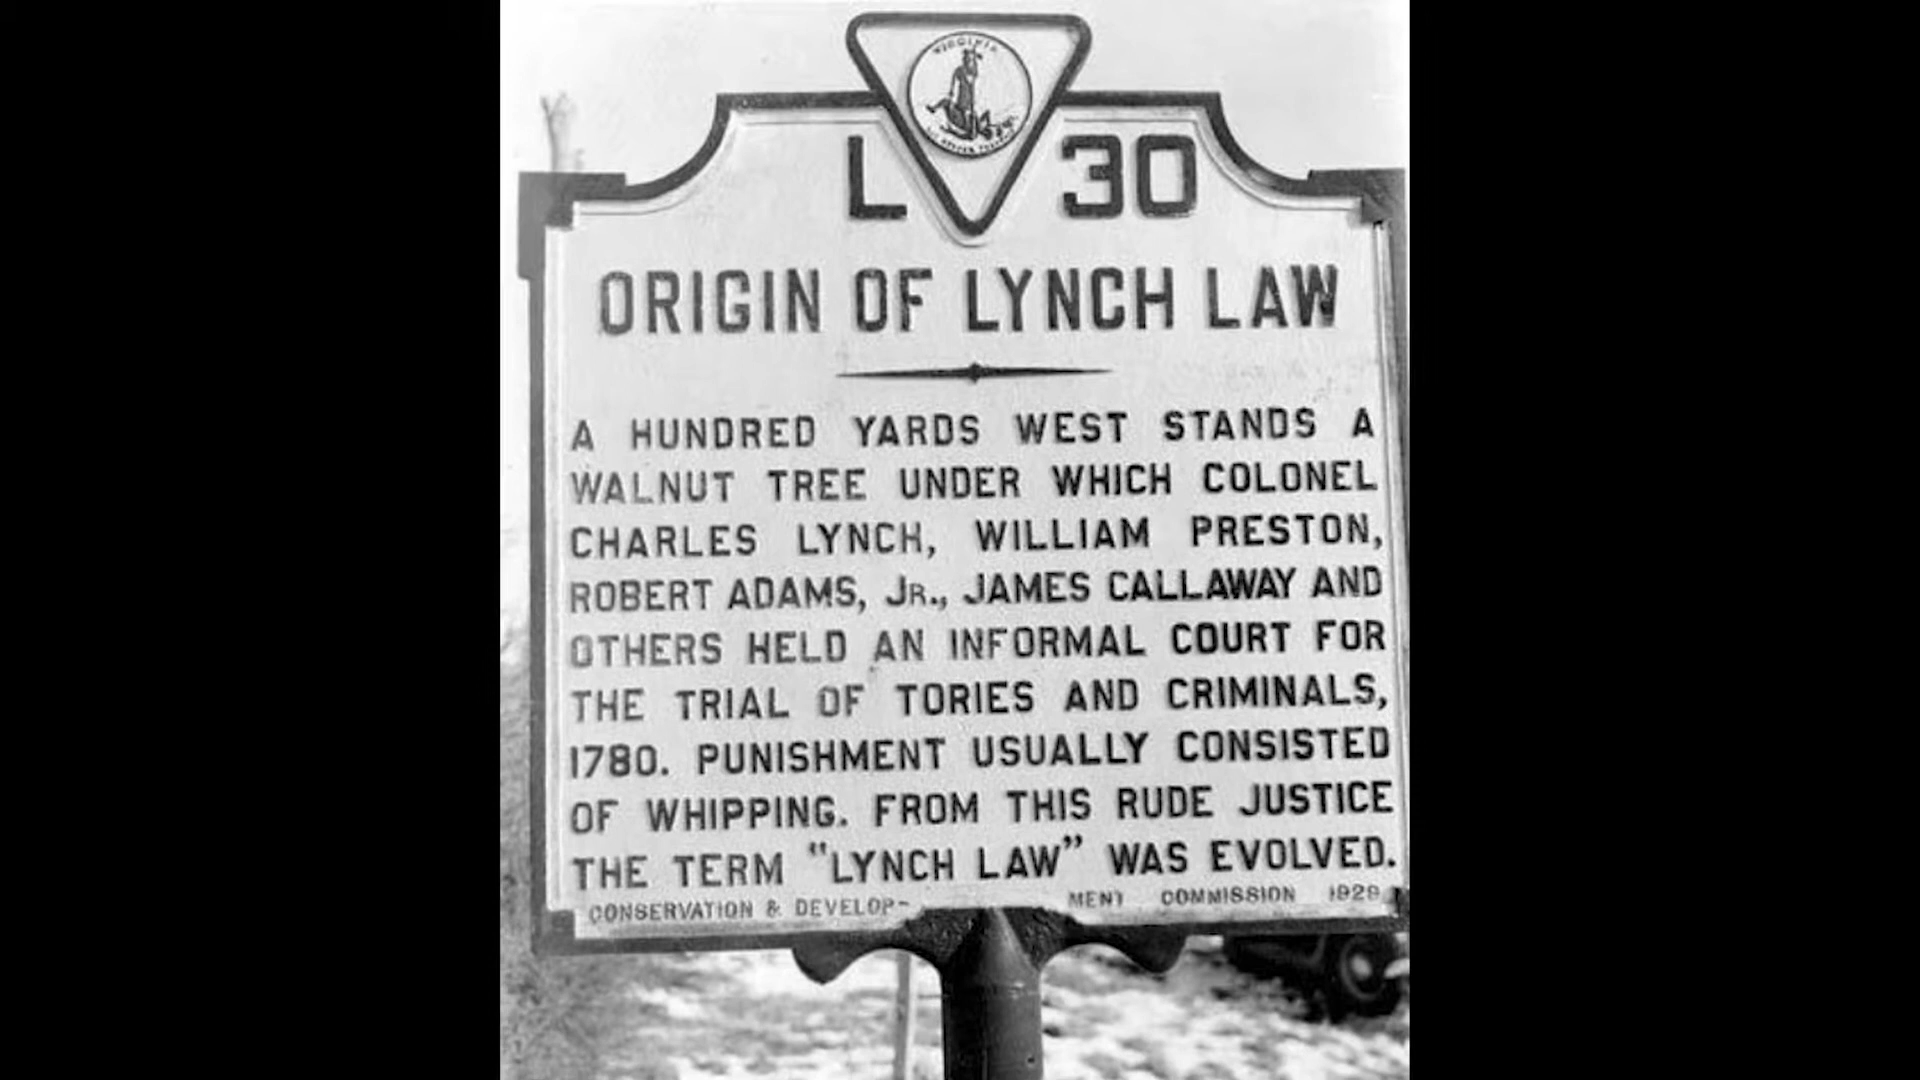 VIRGINIA
L 30
ORIGIN OF LYNCH LAW
A HUNDRED YARDS WEST STANDS A
WALNUT TREE UNDER WHICH COLONEL
CHARLES LYNCH, WILLIAM PRESTON,
ROBERT ADAMS, JR., JAMES CALLAWAY AND
OTHERS HELD AN INFORMAL COURT FOR
THE TRIAL OF TORIES AND CRIMINALS,
1780. PUNISHMENT USUALLY CONSISTED
OF WHIPPING. FROM THIS RUDE JUSTICE
THE TERM "LYNCH LAW" WAS EVOLVED.
CONSERVATION & DEVELOP- MENT COMMISSION